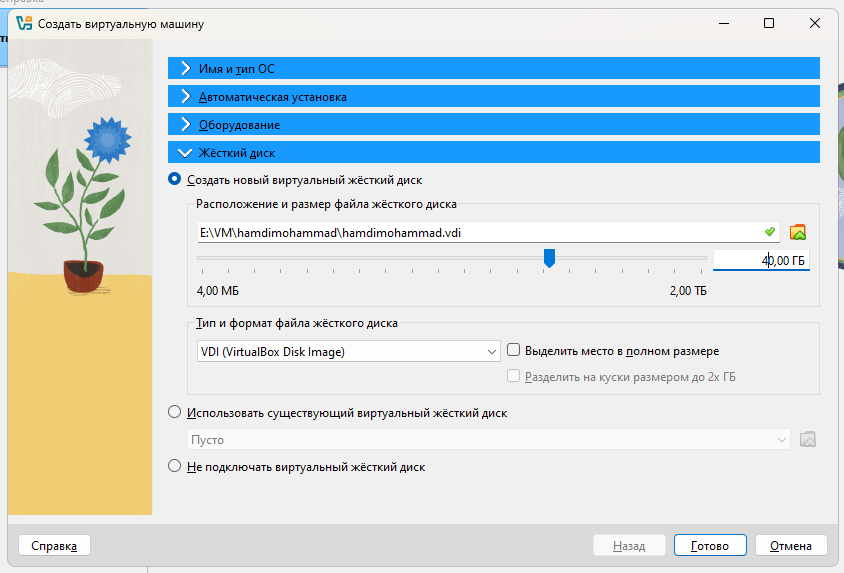 Справка
Создать виртуальную машину
Имя и тип ОС
Автоматическая установка
Оборудование
Жёсткий диск
Создать новый виртуальный жёсткий диск
Расположение и размер файла жёсткого диска
E:\VM\hamdimohammad\hamdimohammad.vdi
40,00 ГБ
4,00 МБ 2,00 ТБ
Тип и формат файла жёсткого диска
VDI (VirtualBox Disk Image) Выделить место в полном размере
Разделить на куски размером до 2х ГБ
Использовать существующий виртуальный жёсткий диск
Пусто
Не подключать виртуальный жёсткий диск
Справка Назад Готово Отмена